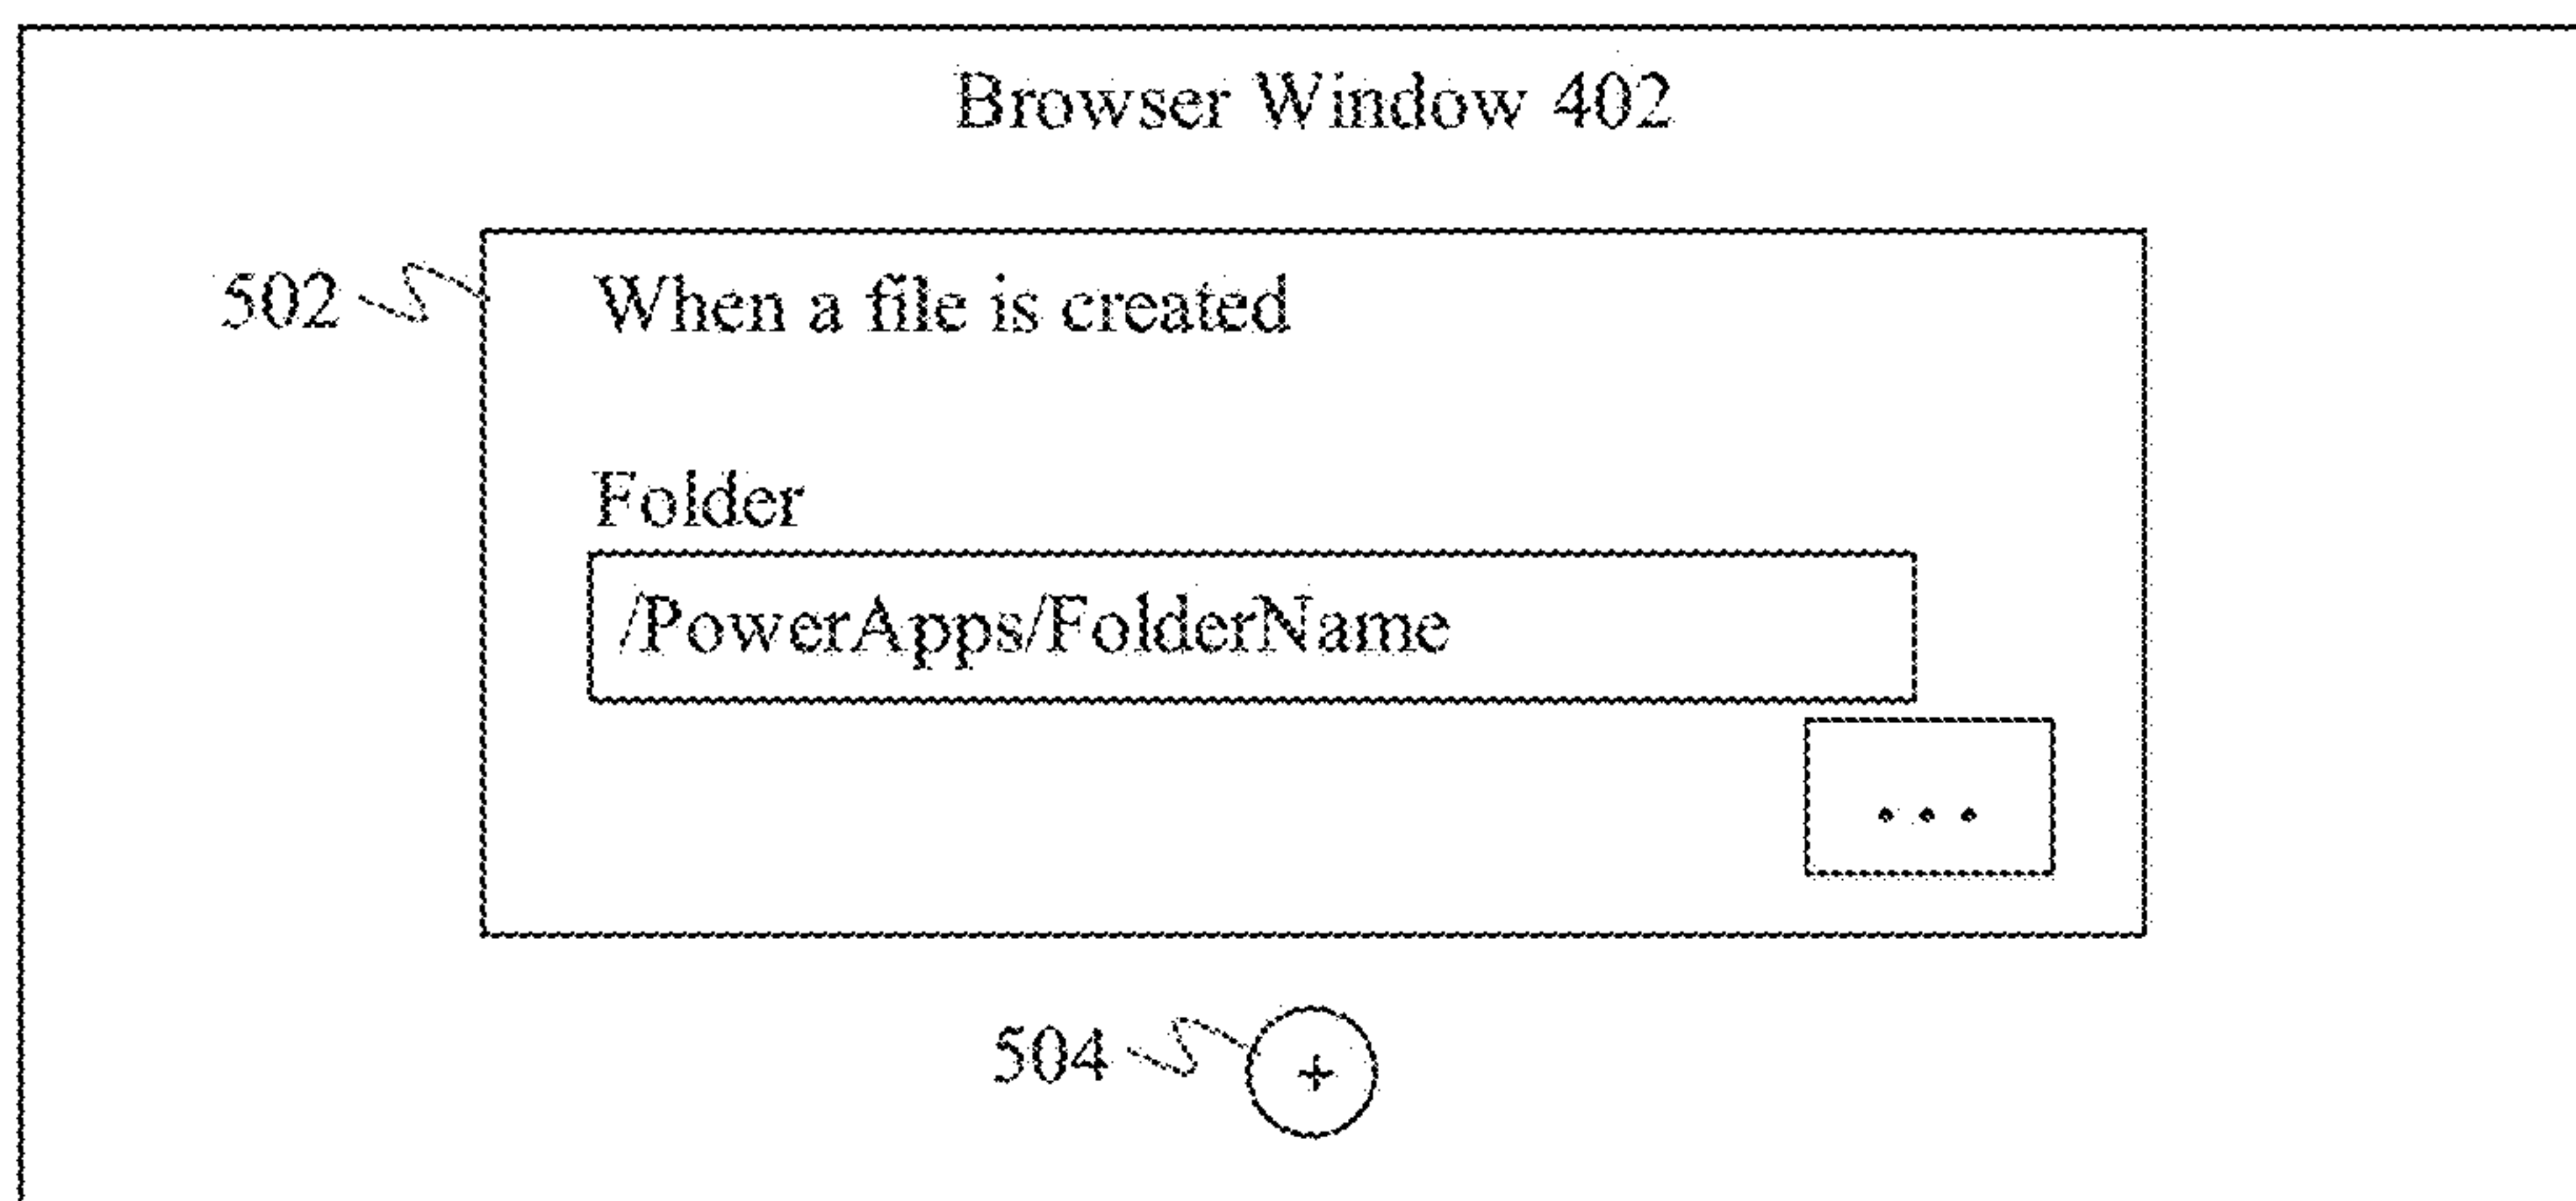 Browser Window 402
502
When a file is created
Folder
/PowerApps/FolderName
...
504
+